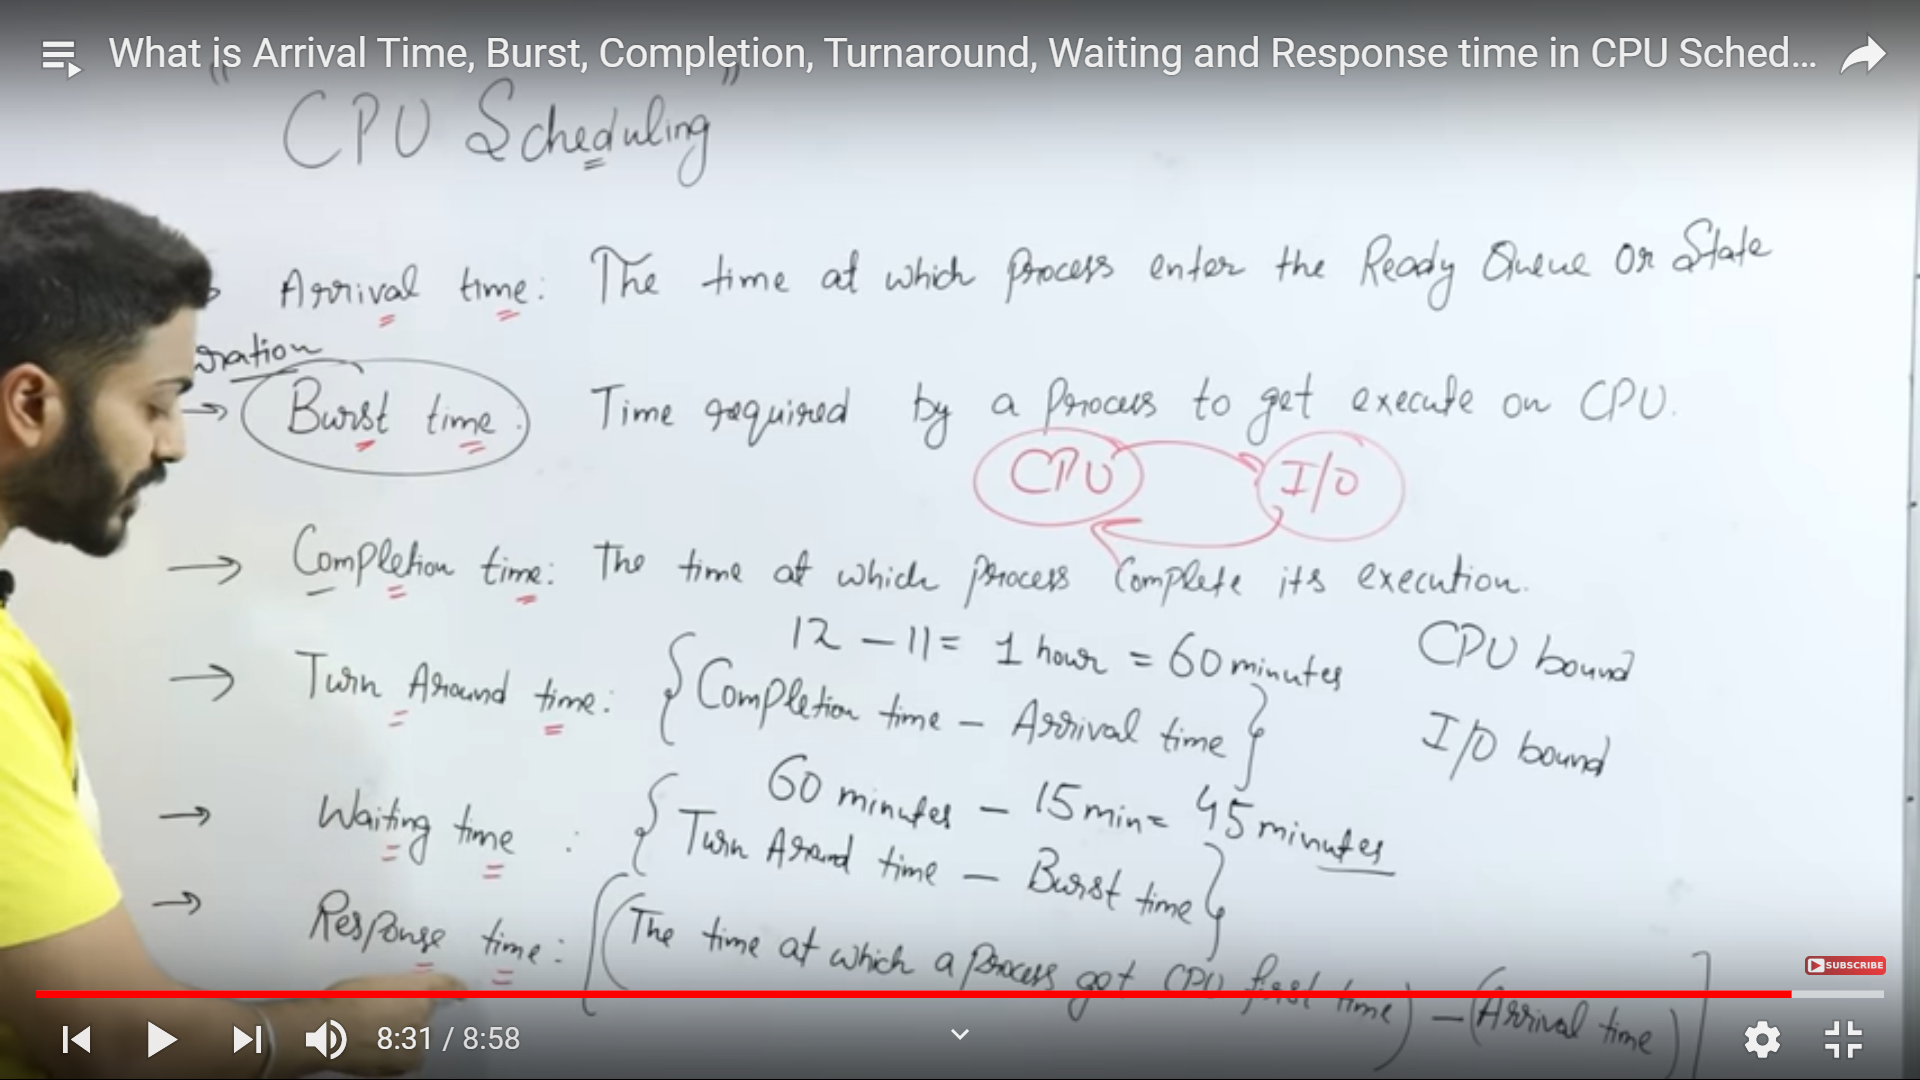 What is Arrival Time, Burst, Completion, Turnaround, Waiting and Response time in CPU Sched...
"CPU Scheduling"
Arrival time: The time at which process enter the Ready Queue or State
Burst time: Time required by a process to get execute on CPU.
CPU I/O
Completion time: The time at which process Complete its execution.
12 - 11 = 1 hour = 60 minutes
CPU bound
Turn Around time: {Completion time - Arrival time}
I/O bound
60 minutes - 15 min = 45 minutes
Waiting time : {Turn Around time - Burst time}
Response time: [(The time at which a process get CPU first time) - (Arrival time)]
SUBSCRIBE
8:31 / 8:58